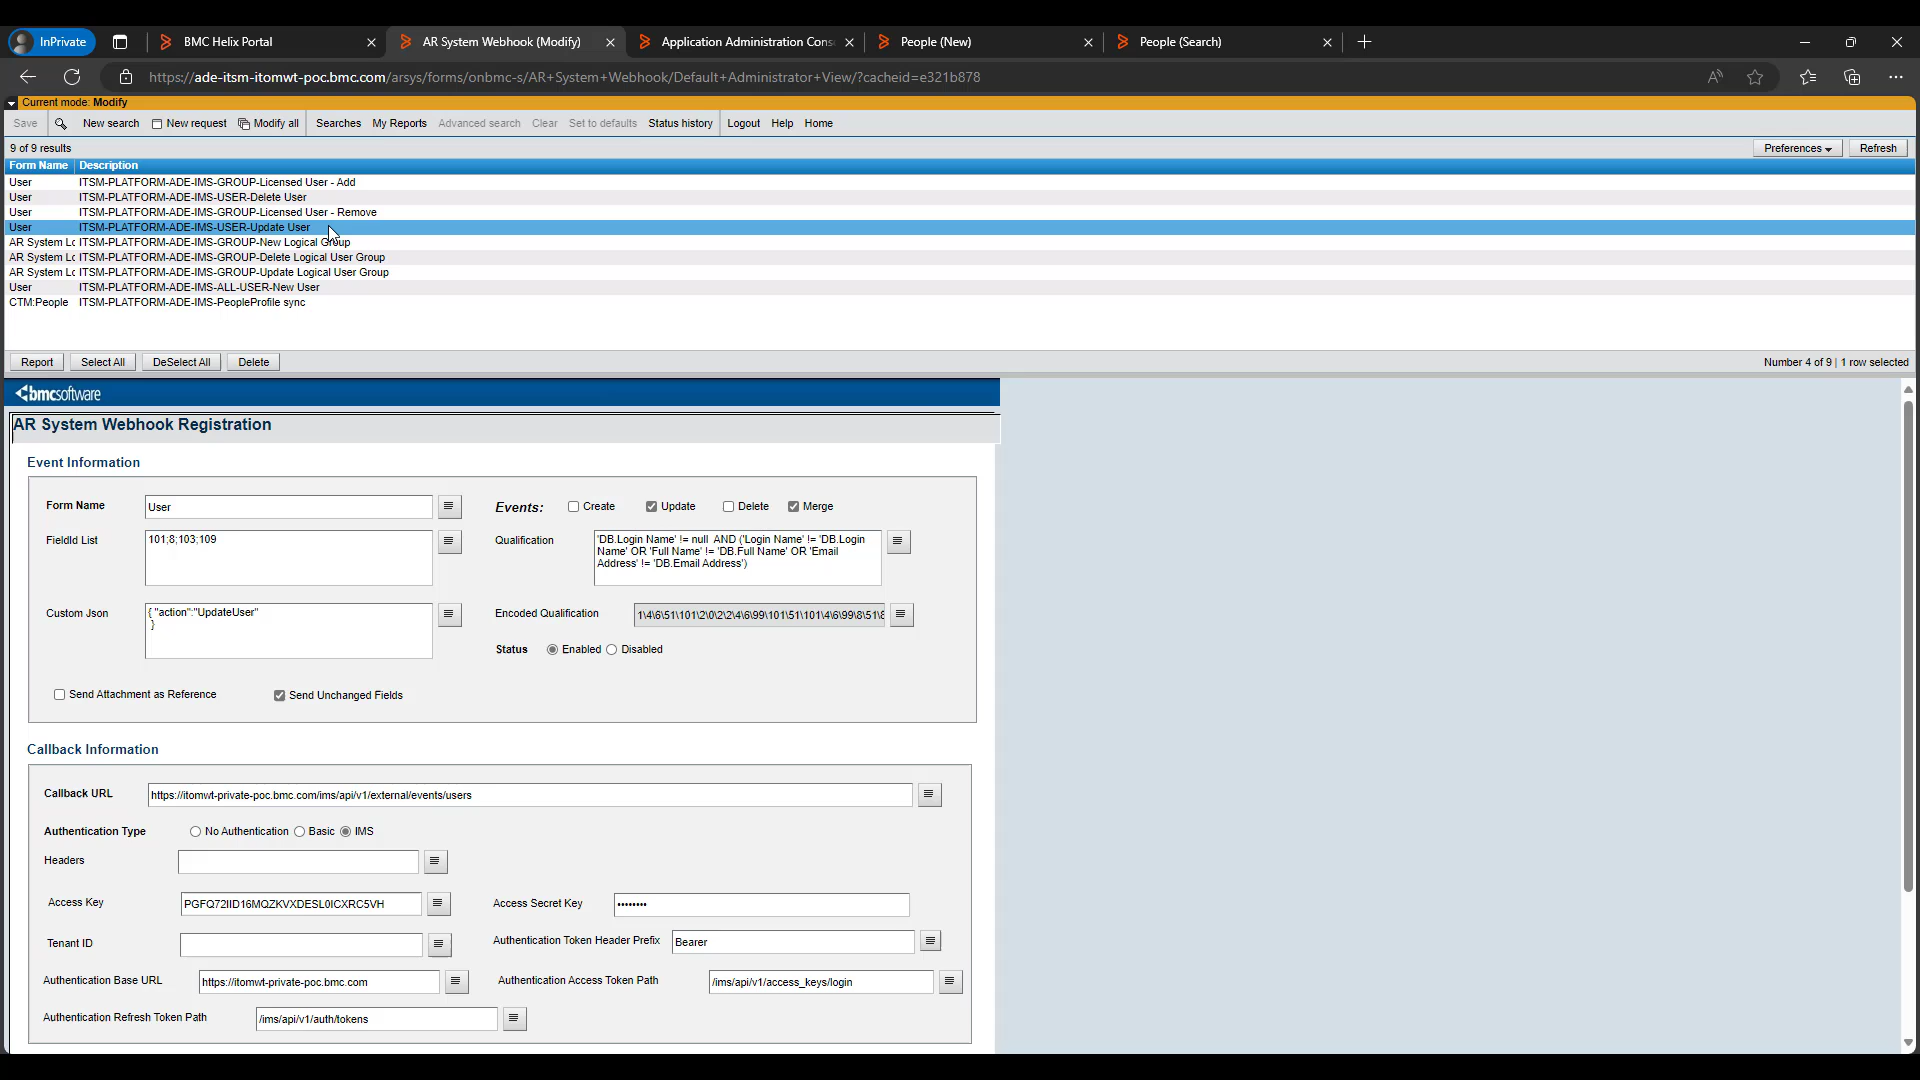 InPrivate
BMC Helix Portal
AR System Webhook (Modify)
Application Administration Cons
People (New)
People (Search)
https://ade-itsm-itomwt-poc.bmc.com/arsys/forms/onbmc-s/AR+System+Webhook/Default+Administrator+View/?cacheid=e321b878
Current mode: Modify
Save New search New request Modify all Searches My Reports Advanced search Clear Set to defaults Status history Logout Help Home
9 of 9 results Preferences Refresh
Form Name Description
User ITSM-PLATFORM-ADE-IMS-GROUP-Licensed User - Add
User ITSM-PLATFORM-ADE-IMS-USER-Delete User
User ITSM-PLATFORM-ADE-IMS-GROUP-Licensed User - Remove
User ITSM-PLATFORM-ADE-IMS-USER-Update User
AR System Lc ITSM-PLATFORM-ADE-IMS-GROUP-New Logical Group
AR System Lc ITSM-PLATFORM-ADE-IMS-GROUP-Delete Logical User Group
AR System Lc ITSM-PLATFORM-ADE-IMS-GROUP-Update Logical User Group
User ITSM-PLATFORM-ADE-IMS-ALL-USER-New User
CTM:People ITSM-PLATFORM-ADE-IMS-PeopleProfile sync
Report Select All DeSelect All Delete Number 4 of 9 | 1 row selected
bmcsoftware
AR System Webhook Registration
Event Information
Form Name User Events: Create Update Delete Merge
FieldId List 101;8;103;109 Qualification 'DB.Login Name' != null AND ('Login Name' != 'DB.Login
Name' OR 'Full Name' != 'DB.Full Name' OR 'Email
Address' != 'DB.Email Address')
Custom Json { "action":"UpdateUser" Encoded Qualification 1\4\6\51\101\2\0\2\2\4\6\99\101\51\101\4\6\99\8\51\8
}
Status Enabled Disabled
Send Attachment as Reference Send Unchanged Fields
Callback Information
Callback URL https://itomwt-private-poc.bmc.com/ims/api/v1/external/events/users
Authentication Type No Authentication Basic IMS
Headers
Access Key PGFQ72IID16MQZKVXDESL0ICXRC5VH Access Secret Key ••••••••
Tenant ID Authentication Token Header Prefix Bearer
Authentication Base URL https://itomwt-private-poc.bmc.com Authentication Access Token Path /ims/api/v1/access_keys/login
Authentication Refresh Token Path /ims/api/v1/auth/tokens